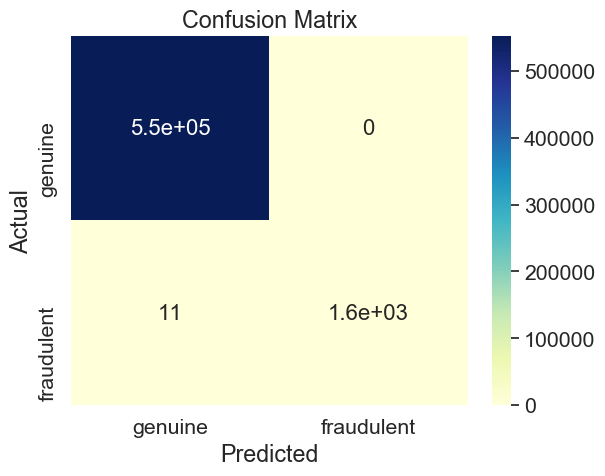 Confusion Matrix
Actual
genuine
fraudulent
5.5e+05
0
11
1.6e+03
genuine
fraudulent
Predicted
500000
400000
300000
200000
100000
0